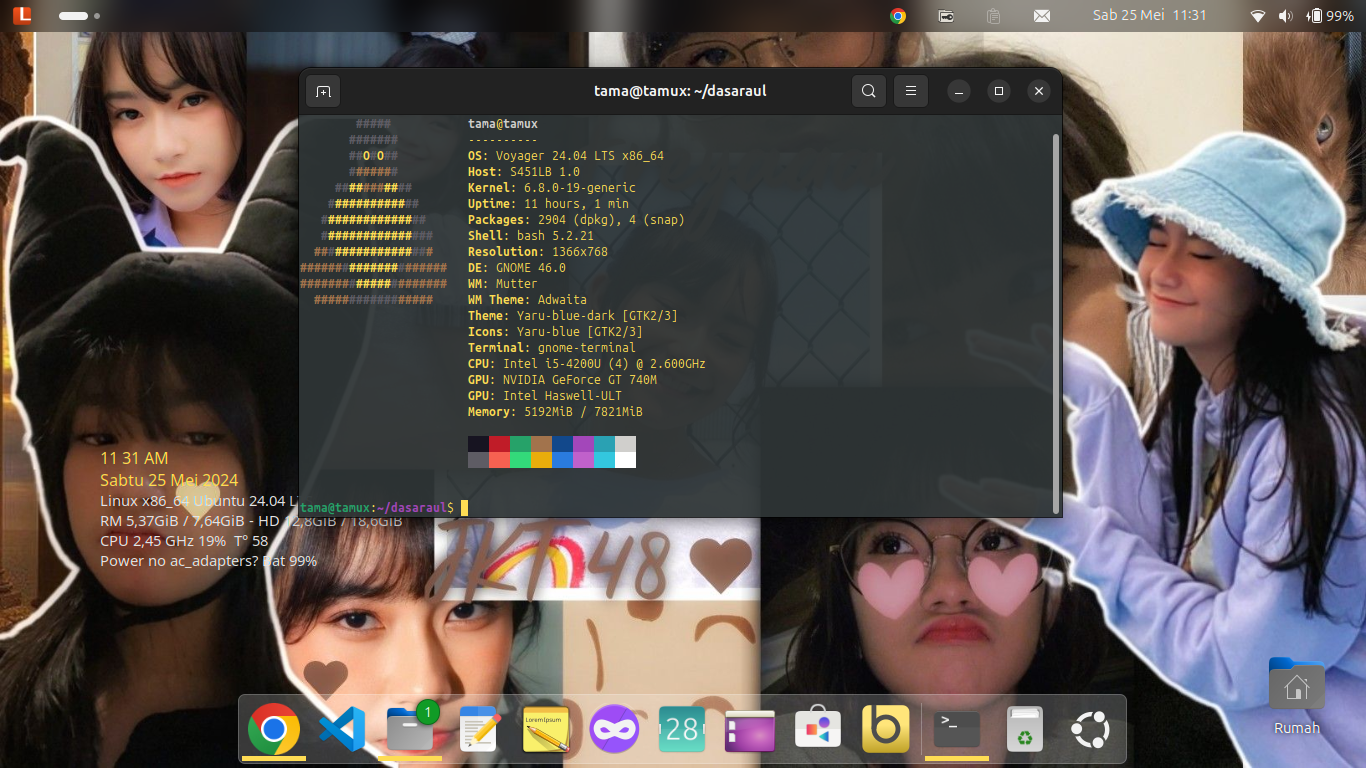 Sab 25 Mei 11:31
99%
tama@tamux: ~/dasaraul
#####
#######
##O#O##
#######
###########
#############
###############
################
#################
#####################
#####################
#################
tama@tamux
----------
OS: Voyager 24.04 LTS x86_64
Host: S451LB 1.0
Kernel: 6.8.0-19-generic
Uptime: 11 hours, 1 min
Packages: 2904 (dpkg), 4 (snap)
Shell: bash 5.2.21
Resolution: 1366x768
DE: GNOME 46.0
WM: Mutter
WM Theme: Adwaita
Theme: Yaru-blue-dark [GTK2/3]
Icons: Yaru-blue [GTK2/3]
Terminal: gnome-terminal
CPU: Intel i5-4200U (4) @ 2.600GHz
GPU: NVIDIA GeForce GT 740M
GPU: Intel Haswell-ULT
Memory: 5192MiB / 7821MiB
tama@tamux:~/dasaraul$
11 31 AM
Sabtu 25 Mei 2024
Linux x86_64 Ubuntu 24.04
RM 5,37GiB / 7,64GiB - HD 12,8GiB / 18,6GiB
CPU 2,45 GHz 19% T° 58
Power no ac_adapters? Bat 99%
JKT48
1
Lorem Ipsum
28
>_
Rumah